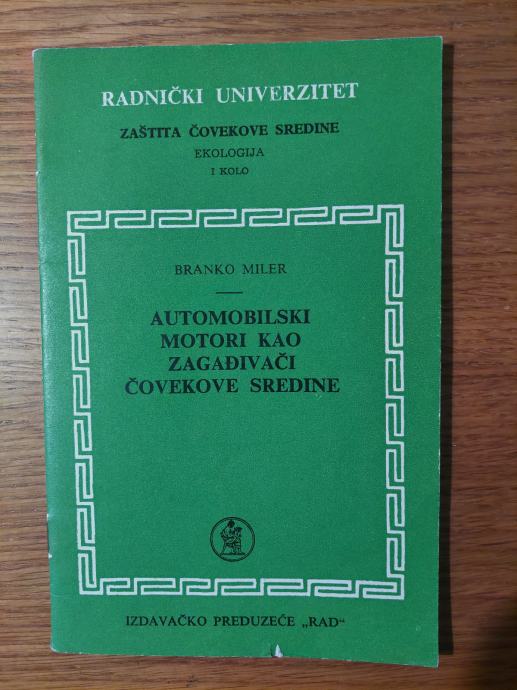 RADNIČKI UNIVERZITET
ZAŠTITA ČOVEKOVE SREDINE
EKOLOGIJA
I KOLO
BRANKO MILER
AUTOMOBILSKI
MOTORI KAO
ZAGAĐIVAČI
ČOVEKOVE SREDINE
IZDAVAČKO PREDUZEĆE „RAD“